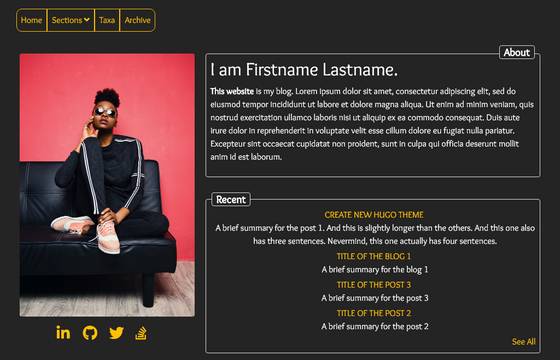 Home Sections Taxa Archive
About
I am Firstname Lastname.
This website is my blog. Lorem ipsum dolor sit amet, consectetur adipiscing elit, sed do
eiusmod tempor incididunt ut labore et dolore magna aliqua. Ut enim ad minim veniam, quis
nostrud exercitation ullamco laboris nisi ut aliquip ex ea commodo consequat. Duis aute
irure dolor in reprehenderit in voluptate velit esse cillum dolore eu fugiat nulla pariatur.
Excepteur sint occaecat cupidatat non proident, sunt in culpa qui officia deserunt mollit
anim id est laborum.
Recent
CREATE NEW HUGO THEME
A brief summary for the post 1. And this is slightly longer than the others. And this one also
has three sentences. Nevermind, this one actually has four sentences.
TITLE OF THE BLOG 1
A brief summary for the blog 1
TITLE OF THE POST 3
A brief summary for the post 3
TITLE OF THE POST 2
A brief summary for the post 2
See All